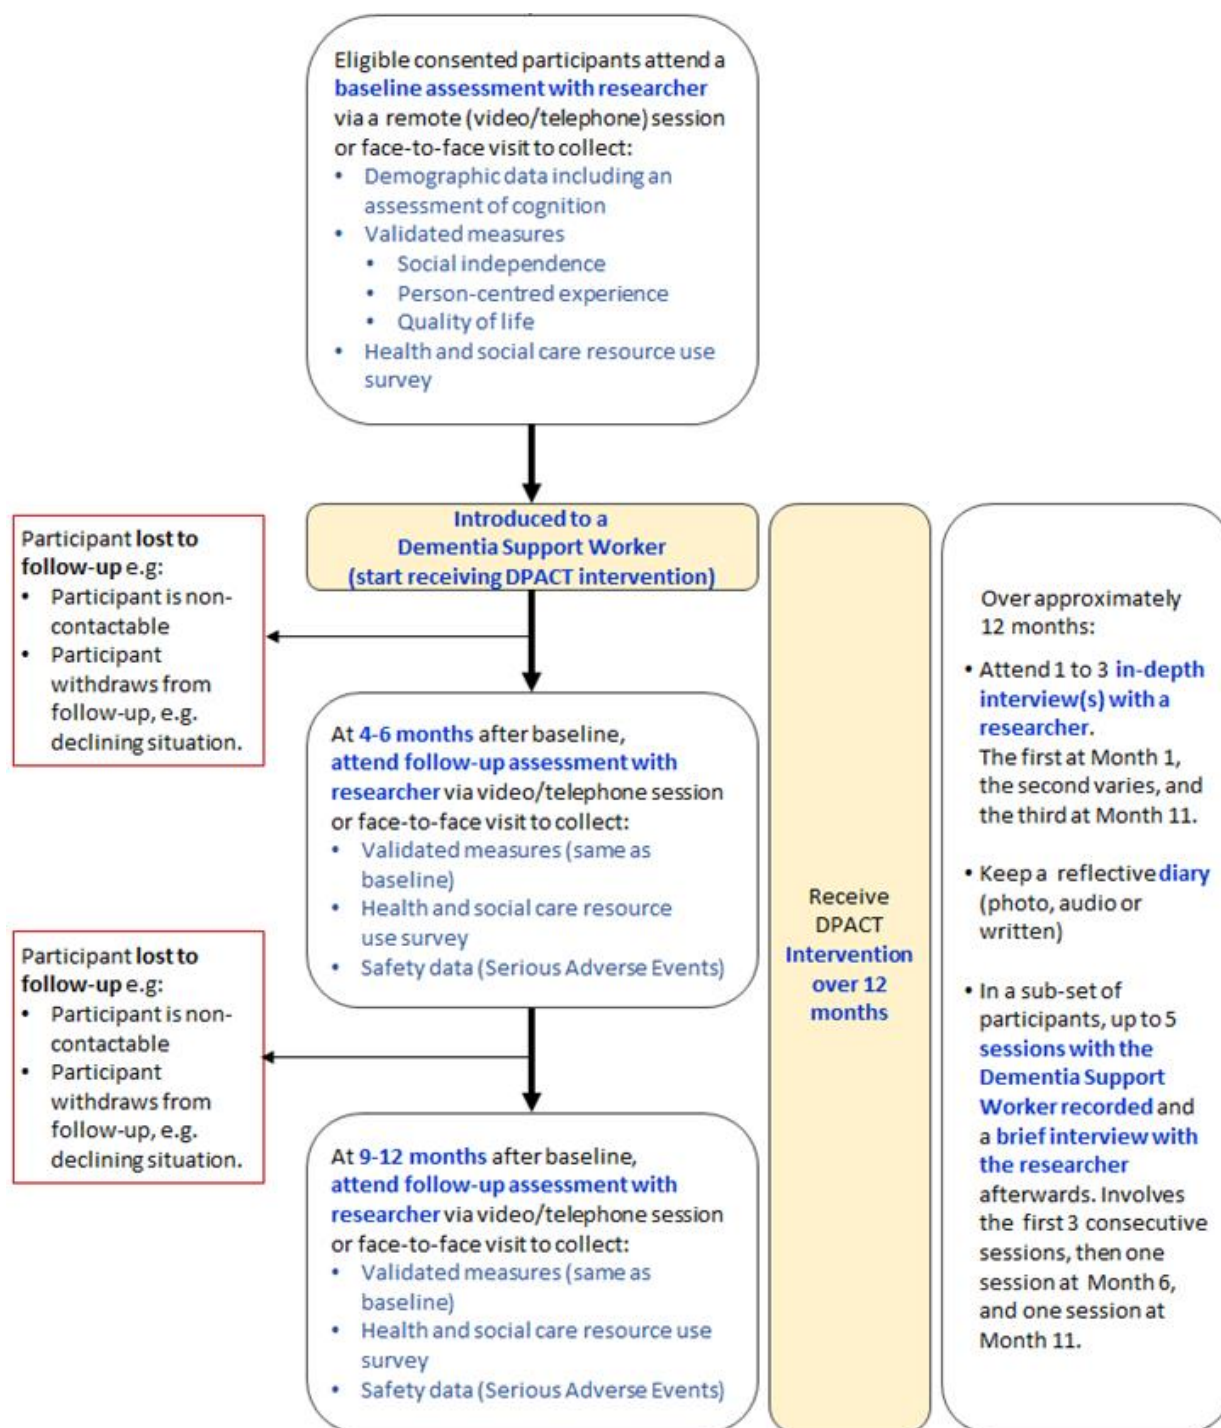 Eligible consented participants attend a
baseline assessment with researcher
via a remote (video/telephone) session
or face-to-face visit to collect:
• Demographic data including an
assessment of cognition
• Validated measures
• Social independence
• Person-centred experience
• Quality of life
• Health and social care resource use
survey
Introduced to a
Dementia Support Worker
(start receiving DPACT intervention)
Participant lost to
follow-up e.g:
• Participant is non-
contactable
• Participant
withdraws from
follow-up, e.g.
declining situation.
At 4-6 months after baseline,
attend follow-up assessment with
researcher via video/telephone session
or face-to-face visit to collect:
• Validated measures (same as
baseline)
• Health and social care resource
use survey
• Safety data (Serious Adverse Events)
Participant lost to
follow-up e.g:
• Participant is non-
contactable
• Participant
withdraws from
follow-up, e.g.
declining situation.
At 9-12 months after baseline,
attend follow-up assessment with
researcher via video/telephone session
or face-to-face visit to collect:
• Validated measures (same as
baseline)
• Health and social care resource use
survey
• Safety data (Serious Adverse Events)
Receive
DPACT
Intervention
over 12
months
Over approximately
12 months:
• Attend 1 to 3 in-depth
interview(s) with a
researcher.
The first at Month 1,
the second varies, and
the third at Month 11.
• Keep a reflective diary
(photo, audio or
written)
• In a sub-set of
participants, up to 5
sessions with the
Dementia Support
Worker recorded and
a brief interview with
the researcher
afterwards. Involves
the first 3 consecutive
sessions, then one
session at Month 6,
and one session at
Month 11.